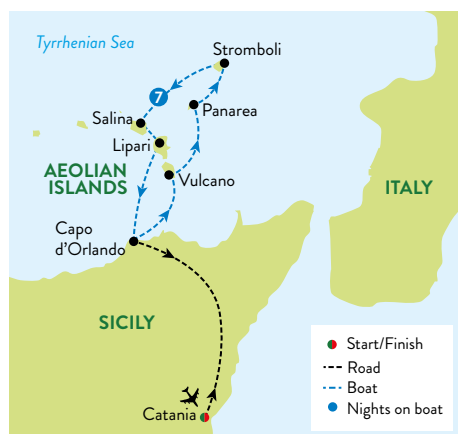 Tyrrhenian Sea
Stromboli
7
Panarea
Salina
Lipari
AEOLIAN
ISLANDS
Vulcano
ITALY
Capo
d'Orlando
SICILY
Catania
Start/Finish
Road
Boat
Nights on boat